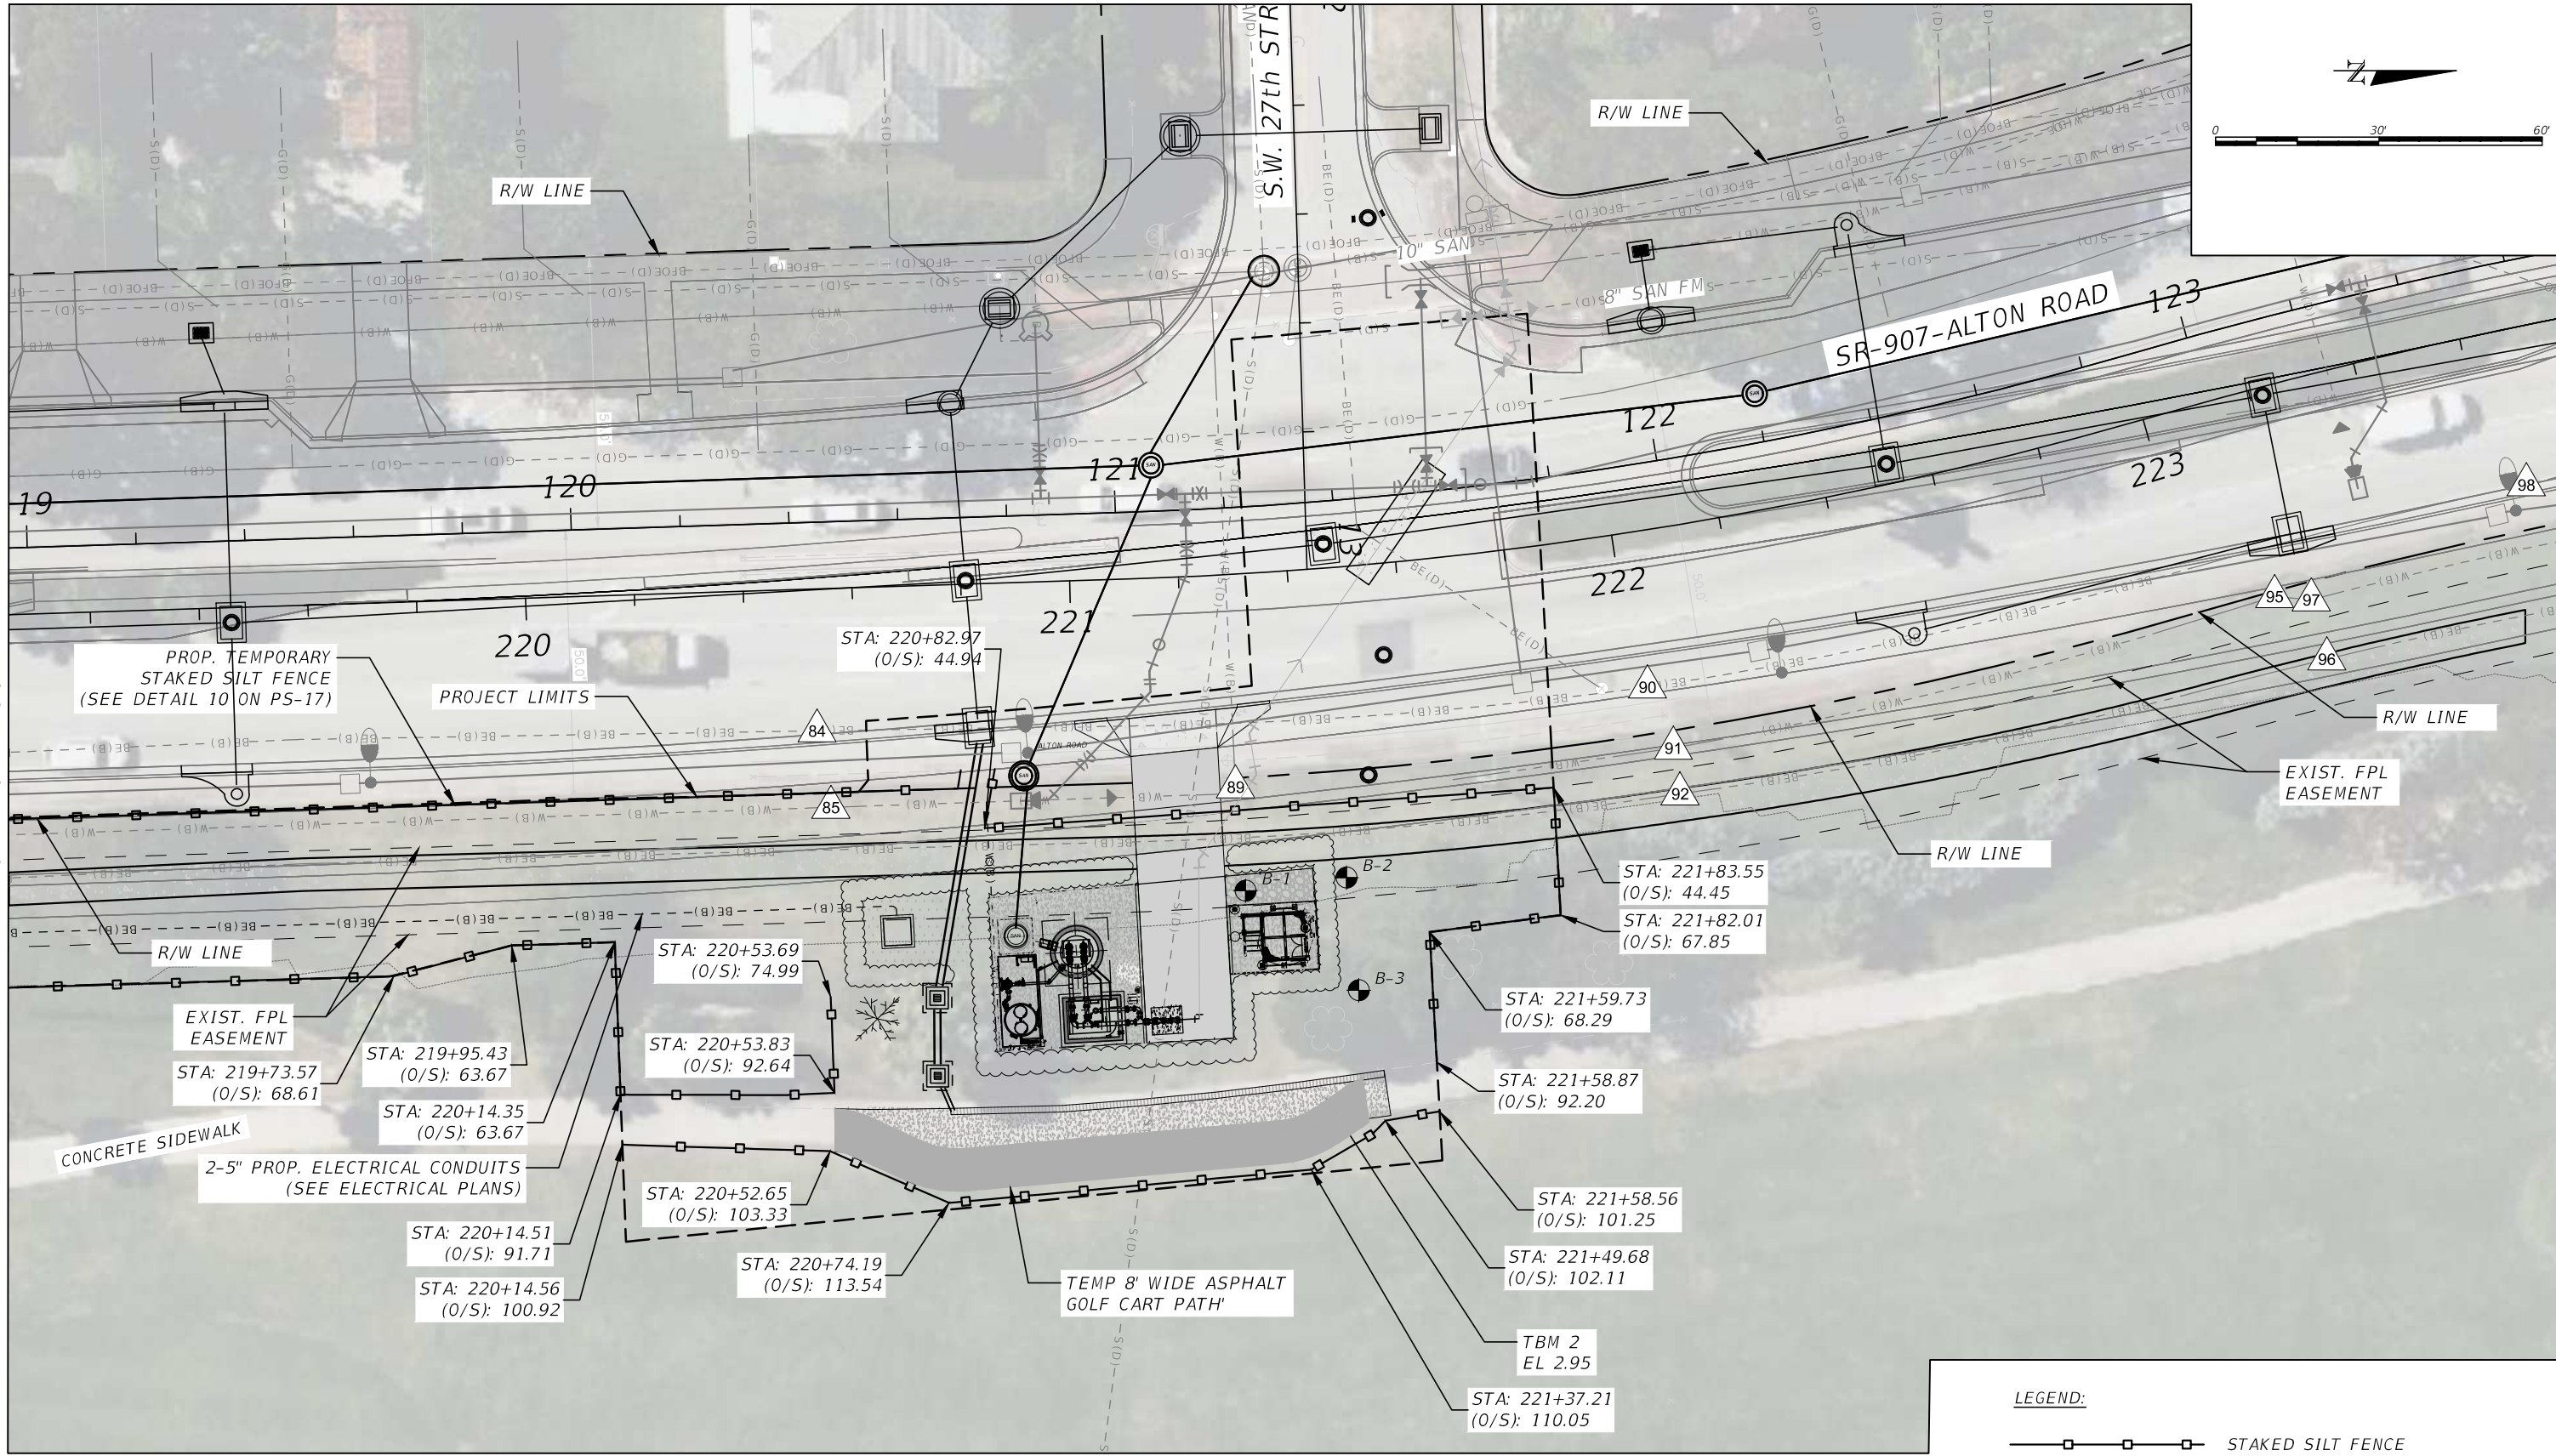 S.W. 27th STR
R/W LINE
R/W LINE
0
30'
60'
10" SAN
8" SAN FM
SR-907-ALTON ROAD
19
120
121
122
123
220
221
222
223
13
STA: 220+82.97
(O/S): 44.94
PROP. TEMPORARY
STAKED SILT FENCE
(SEE DETAIL 10 ON PS-17)
PROJECT LIMITS
84
85
89
90
91
92
95
97
96
98
ALTON ROAD
R/W LINE
EXIST. FPL
EASEMENT
R/W LINE
B-1
B-2
B-3
STA: 221+83.55
(O/S): 44.45
STA: 221+82.01
(O/S): 67.85
R/W LINE
STA: 220+53.69
(O/S): 74.99
STA: 221+59.73
(O/S): 68.29
EXIST. FPL
EASEMENT
STA: 219+95.43
(O/S): 63.67
STA: 220+53.83
(O/S): 92.64
STA: 219+73.57
(O/S): 68.61
STA: 221+58.87
(O/S): 92.20
STA: 220+14.35
(O/S): 63.67
CONCRETE SIDEWALK
2-5" PROP. ELECTRICAL CONDUITS
(SEE ELECTRICAL PLANS)
STA: 220+52.65
(O/S): 103.33
STA: 221+58.56
(O/S): 101.25
STA: 220+14.51
(O/S): 91.71
STA: 220+74.19
(O/S): 113.54
STA: 221+49.68
(O/S): 102.11
STA: 220+14.56
(O/S): 100.92
TEMP 8' WIDE ASPHALT
GOLF CART PATH'
TBM 2
EL 2.95
STA: 221+37.21
(O/S): 110.05
LEGEND:
STAKED SILT FENCE